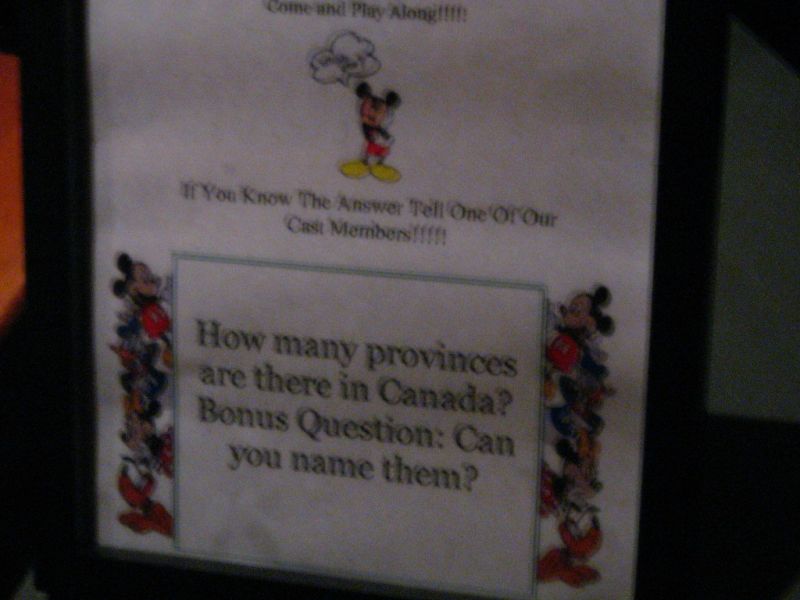 Come and Play Along!!!!!
If You Know The Answer Tell One Of Our
Cast Members!!!!!
How many provinces
are there in Canada?
Bonus Question: Can
you name them?